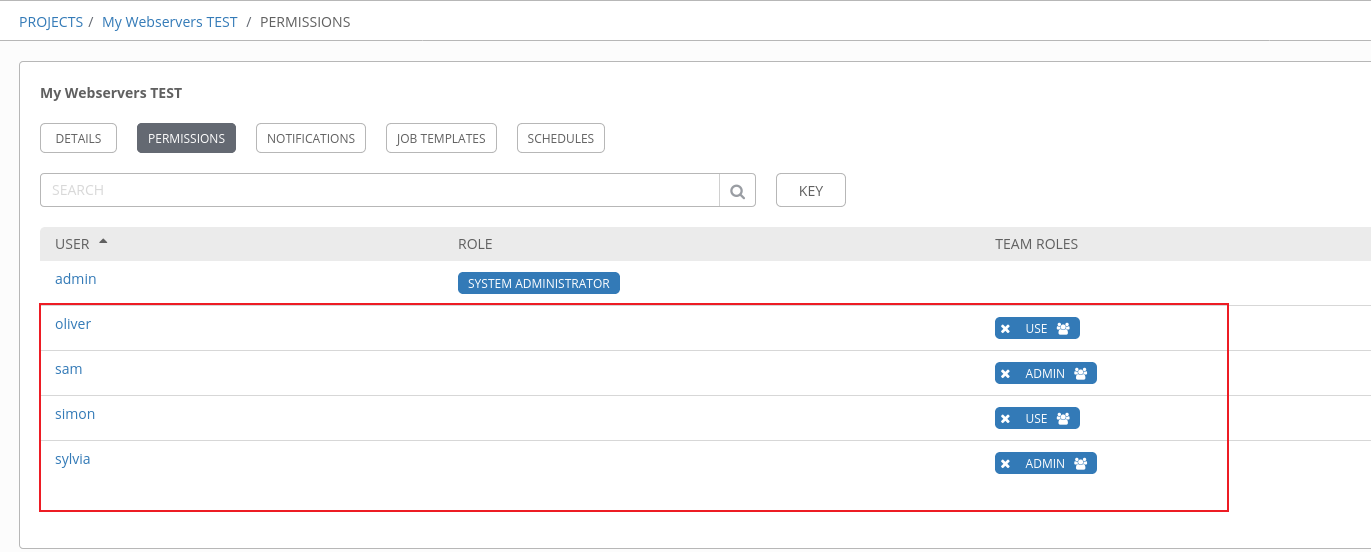 PROJECTS / My Webservers TEST / PERMISSIONS
My Webservers TEST
DETAILS PERMISSIONS NOTIFICATIONS JOB TEMPLATES SCHEDULES
SEARCH KEY
USER ROLE TEAM ROLES
admin SYSTEM ADMINISTRATOR
oliver USE
sam ADMIN
simon USE
sylvia ADMIN